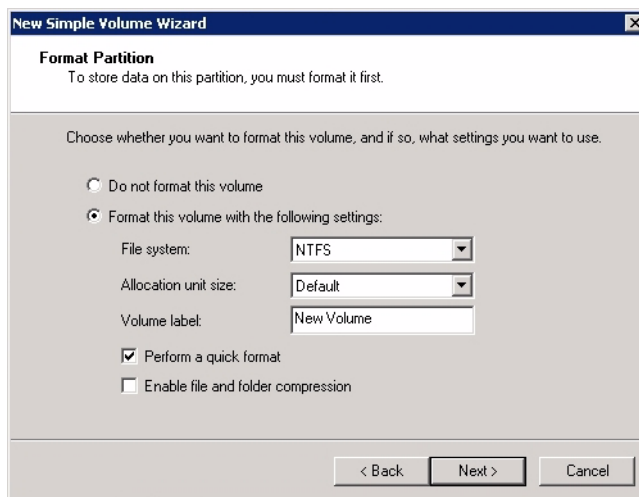 New Simple Volume Wizard
Format Partition
To store data on this partition, you must format it first.
Choose whether you want to format this volume, and if so, what settings you want to use.
Do not format this volume
Format this volume with the following settings:
File system: NTFS
Allocation unit size: Default
Volume label: New Volume
Perform a quick format
Enable file and folder compression
< Back Next > Cancel